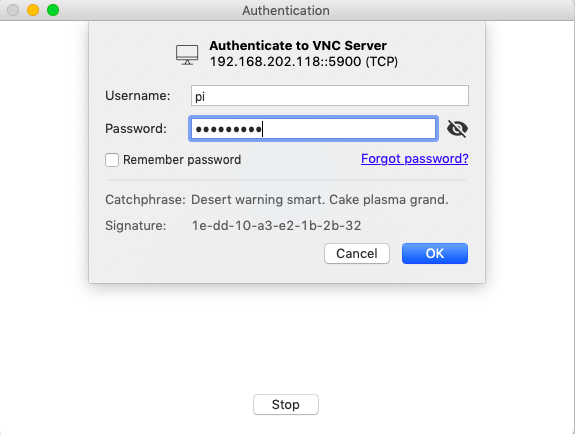 Authentication
Authenticate to VNC Server
192.168.202.118::5900 (TCP)
Username: pi
Password: •••••••••
Remember password Forgot password?
Catchphrase: Desert warning smart. Cake plasma grand.
Signature: 1e-dd-10-a3-e2-1b-2b-32
Cancel OK
Stop